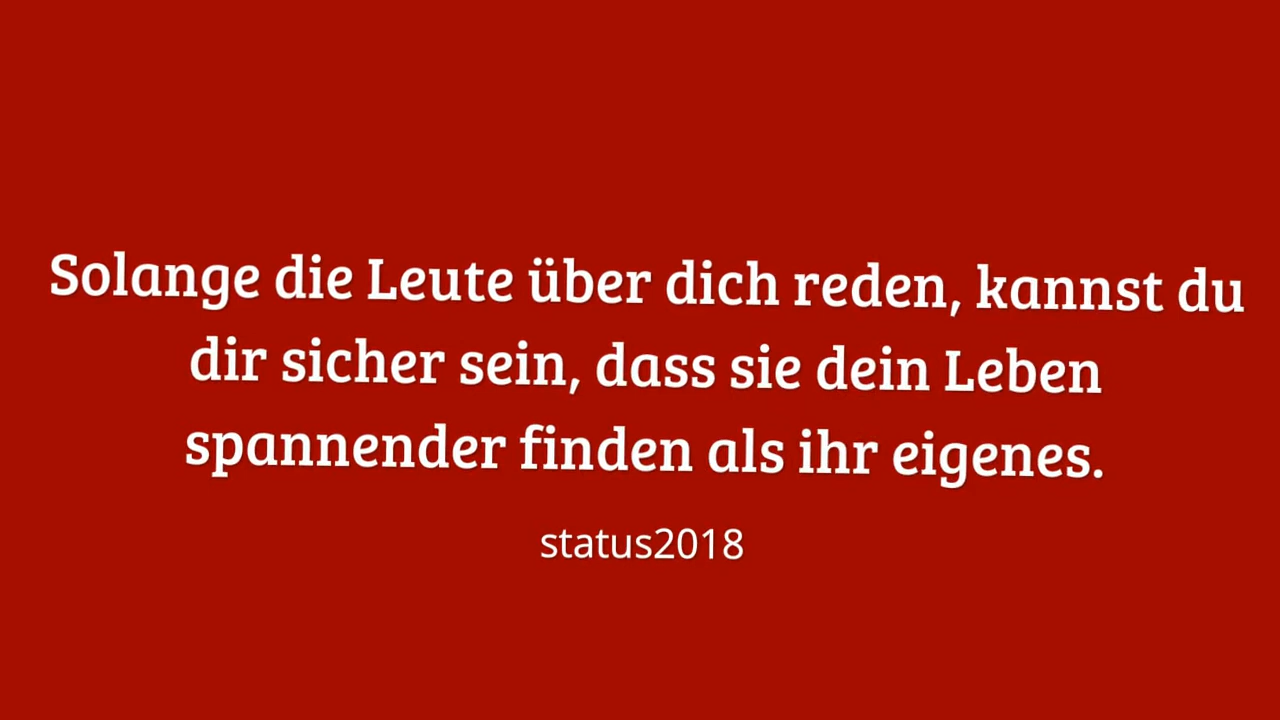 Solange die Leute über dich reden, kannst du
dir sicher sein, dass sie dein Leben
spannender finden als ihr eigenes.
status2018